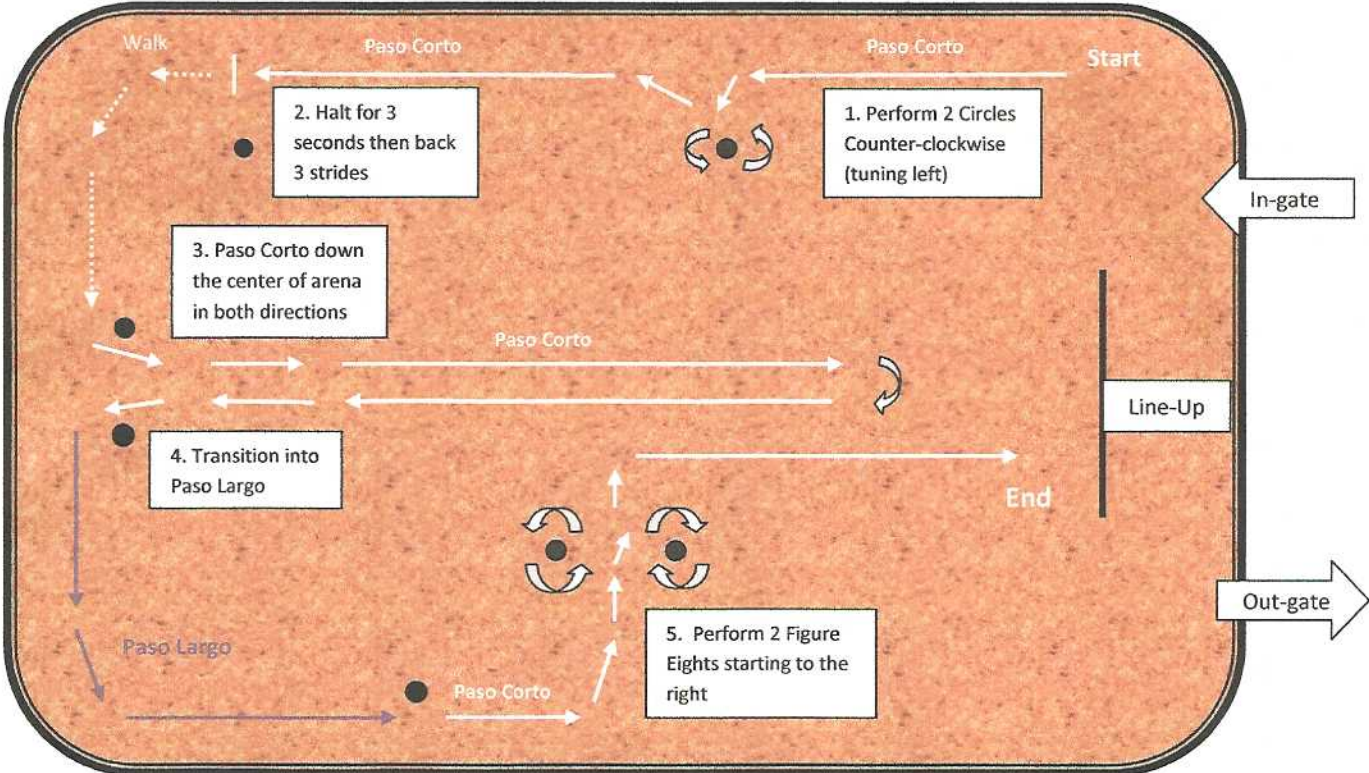 Walk
Paso Corto
Paso Corto
Start
2. Halt for 3
seconds then back
3 strides
1. Perform 2 Circles
Counter-clockwise
(tuning left)
In-gate
3. Paso Corto down
the center of arena
in both directions
Paso Corto
Line-Up
4. Transition into
Paso Largo
End
Out-gate
Paso Largo
5. Perform 2 Figure
Eights starting to the
right
Paso Corto